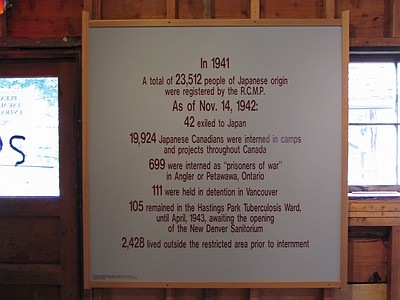 In 1941
A total of 23,512 people of Japanese origin
were registered by the R.C.M.P.
As of Nov. 14, 1942:
42 exiled to Japan
19,924 Japanese Canadians were interned in camps
and projects throughout Canada
699 were interned as "prisoners of war"
in Angler or Petawawa, Ontario
111 were held in detention in Vancouver
105 remained in the Hastings Park Tuberculosis Ward,
until April, 1943, awaiting the opening
of the New Denver Sanitorium
2,428 lived outside the restricted area prior to internment